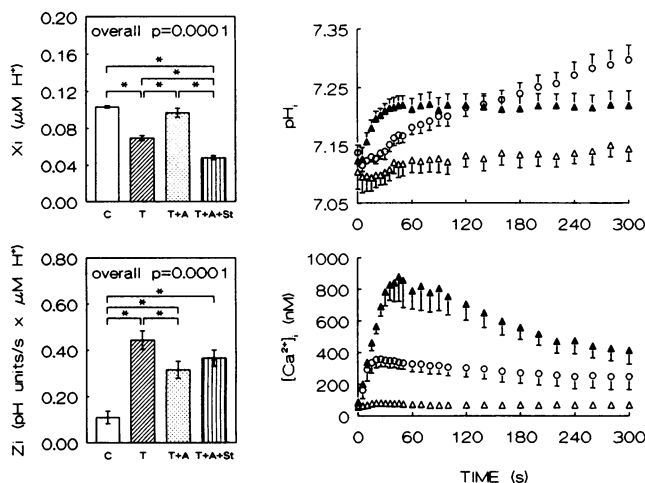 0.20
0.16
0.12
0.08
0.04
0.00
Xi (µM H⁺)
overall p=0.0001
*
*
* * *
C T T+A T+A+St
0.80
0.60
0.40
0.20
0.00
Zi (pH units/s × µM H⁺)
overall p=0.0001
*
*
* *
C T T+A T+A+St
7.35
7.25
7.15
7.05
pHᵢ
0 60 120 180 240 300
1000
800
600
400
200
0
[Ca²⁺]ᵢ (nM)
0 60 120 180 240 300
TIME (s)